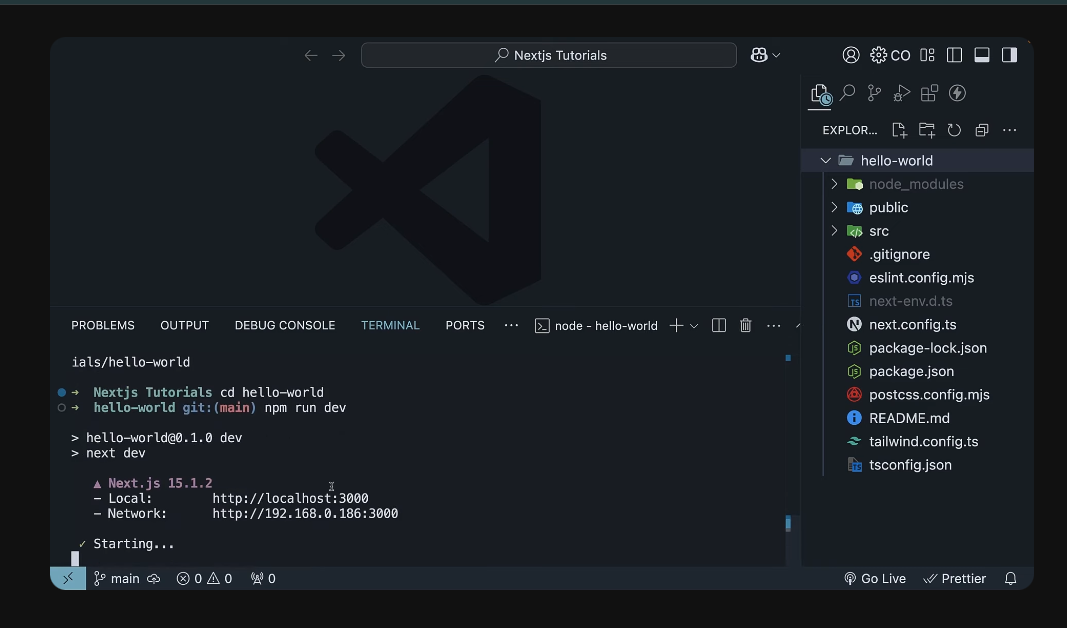 Nextjs Tutorials
CO
EXPLOR...
hello-world
node_modules
public
src
.gitignore
eslint.config.mjs
next-env.d.ts
next.config.ts
package-lock.json
package.json
postcss.config.mjs
README.md
tailwind.config.ts
tsconfig.json
PROBLEMS OUTPUT DEBUG CONSOLE TERMINAL PORTS ··· node - hello-world
ials/hello-world
➜ Nextjs Tutorials cd hello-world
➜ hello-world git:(main) npm run dev
> hello-world@0.1.0 dev
> next dev
▲ Next.js 15.1.2
- Local: http://localhost:3000
- Network: http://192.168.0.186:3000
✓ Starting...
main 0 0 0 Go Live Prettier